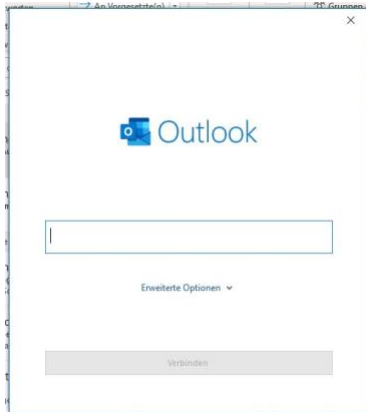 An Vorgesetzte(n)
Gruppen
Outlook
Erweiterte Optionen
Verbinden